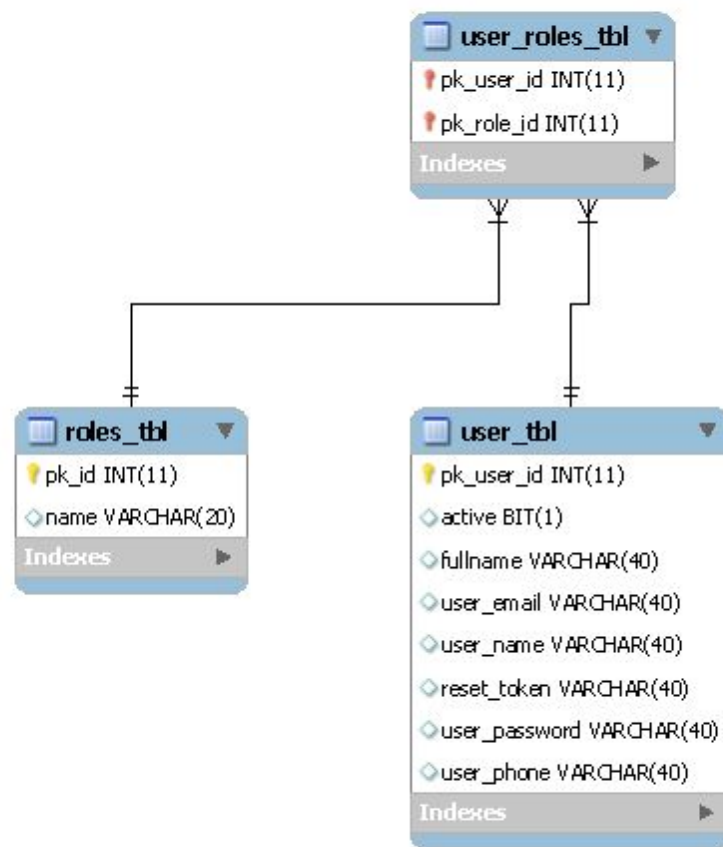 user_roles_tbl
pk_user_id INT(11)
pk_role_id INT(11)
Indexes
roles_tbl
pk_id INT(11)
name VARCHAR(20)
Indexes
user_tbl
pk_user_id INT(11)
active BIT(1)
fullname VARCHAR(40)
user_email VARCHAR(40)
user_name VARCHAR(40)
reset_token VARCHAR(40)
user_password VARCHAR(40)
user_phone VARCHAR(40)
Indexes